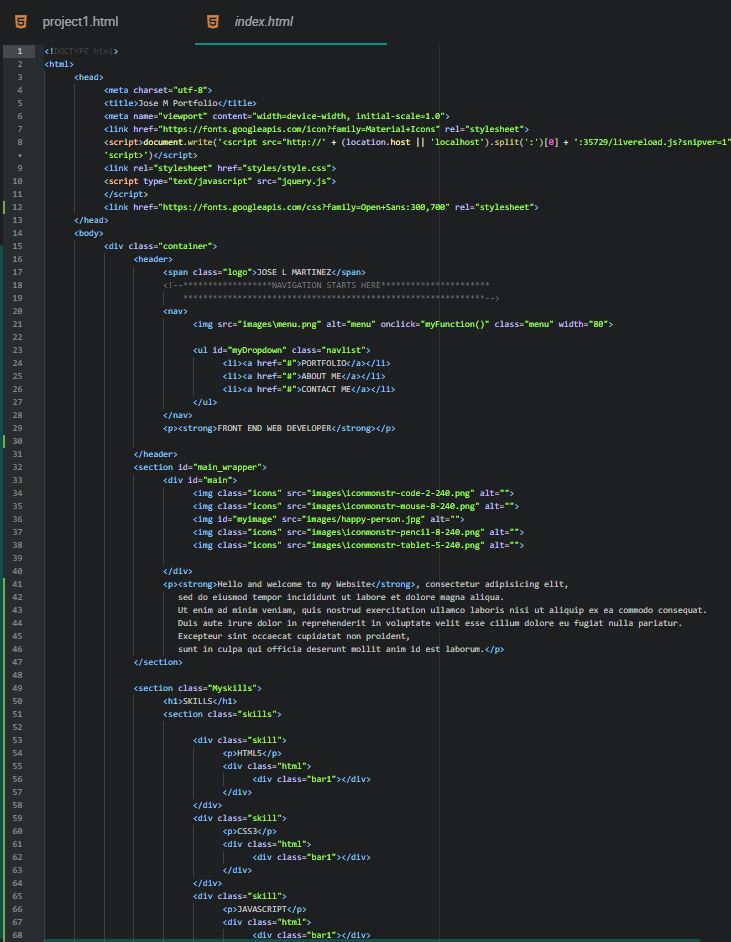 project1.html
index.html
1 <!DOCTYPE html>
2 <html>
3 <head>
4 <meta charset="utf-8">
5 <title>Jose M Portfolio</title>
6 <meta name="viewport" content="width=device-width, initial-scale=1.0">
7 <link href="https://fonts.googleapis.com/icon?family=Material+Icons" rel="stylesheet">
8 <script>document.write('<script src="http://' + (location.host || 'localhost').split(':')[0] + ':35729/livereload.js?snipver=1"
• 'script>')</script>
9 <link rel="stylesheet" href="styles/style.css">
10 <script type="text/javascript" src="jquery.js">
11 </script>
12 <link href="https://fonts.googleapis.com/css?family=Open+Sans:300,700" rel="stylesheet">
13 </head>
14 <body>
15 <div class="container">
16 <header>
17 <span class="logo">JOSE L MARTINEZ</span>
18 <!--******************NAVIGATION STARTS HERE**********************
19 *************************************************************-->
20 <nav>
21 <img src="images\menu.png" alt="menu" onclick="myFunction()" class="menu" width="80">
22
23 <ul id="myDropdown" class="navlist">
24 <li><a href="#">PORTFOLIO</a></li>
25 <li><a href="#">ABOUT ME</a></li>
26 <li><a href="#">CONTACT ME</a></li>
27 </ul>
28 </nav>
29 <p><strong>FRONT END WEB DEVELOPER</strong></p>
30
31 </header>
32 <section id="main_wrapper">
33 <div id="main">
34 <img class="icons" src="images\iconmonstr-code-2-240.png" alt="">
35 <img class="icons" src="images\iconmonstr-mouse-8-240.png" alt="">
36 <img id="myimage" src="images/happy-person.jpg" alt="">
37 <img class="icons" src="images\iconmonstr-pencil-8-240.png" alt="">
38 <img class="icons" src="images\iconmonstr-tablet-5-240.png" alt="">
39
40 </div>
41 <p><strong>Hello and welcome to my Website</strong>, consectetur adipisicing elit,
42 sed do eiusmod tempor incididunt ut labore et dolore magna aliqua.
43 Ut enim ad minim veniam, quis nostrud exercitation ullamco laboris nisi ut aliquip ex ea commodo consequat.
44 Duis aute irure dolor in reprehenderit in voluptate velit esse cillum dolore eu fugiat nulla pariatur.
45 Excepteur sint occaecat cupidatat non proident,
46 sunt in culpa qui officia deserunt mollit anim id est laborum.</p>
47 </section>
48
49 <section class="Myskills">
50 <h1>SKILLS</h1>
51 <section class="skills">
52
53 <div class="skill">
54 <p>HTML5</p>
55 <div class="html">
56 <div class="bar1"></div>
57 </div>
58 </div>
59 <div class="skill">
60 <p>CSS3</p>
61 <div class="html">
62 <div class="bar1"></div>
63 </div>
64 </div>
65 <div class="skill">
66 <p>JAVASCRIPT</p>
67 <div class="html">
68 <div class="bar1"></div>